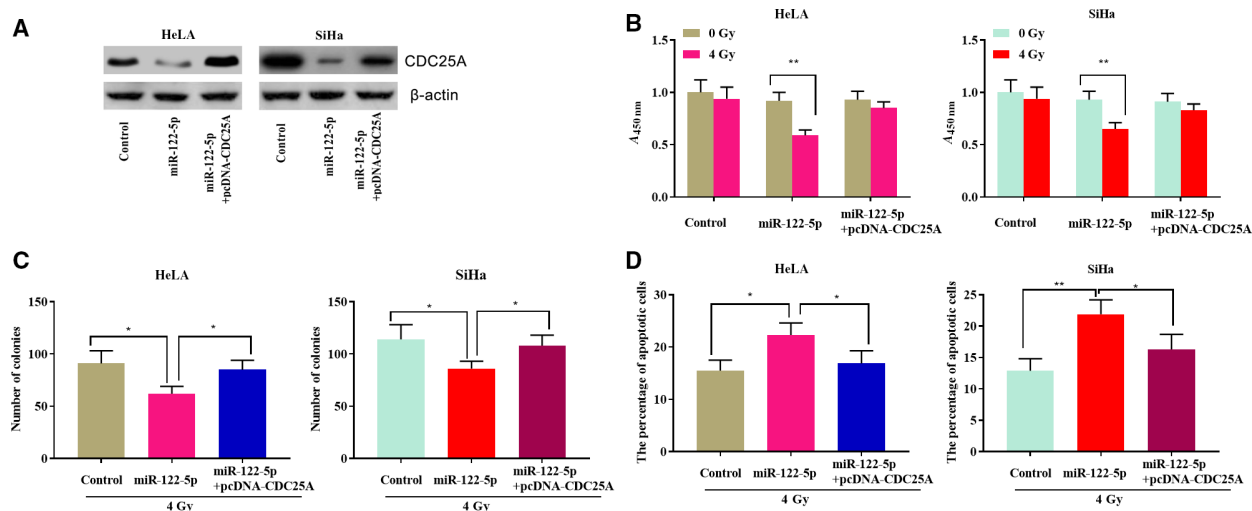 A
HeLA
SiHa
CDC25A
β-actin
Control
miR-122-5p
miR-122-5p
+pcDNA-CDC25A
Control
miR-122-5p
miR-122-5p
+pcDNA-CDC25A
B
HeLA
0 Gy
4 Gy
1.5
1.0
0.5
0.0
A450 nm
**
Control
miR-122-5p
miR-122-5p
+pcDNA-CDC25A
SiHa
0 Gy
4 Gy
1.5
1.0
0.5
0.0
A450 nm
**
Control
miR-122-5p
miR-122-5p
+pcDNA-CDC25A
C
HeLA
Number of colonies
150
100
50
0
*
*
Control
miR-122-5p
miR-122-5p
+pcDNA-CDC25A
4 Gy
SiHa
Number of colonies
150
100
50
0
*
*
Control
miR-122-5p
miR-122-5p
+pcDNA-CDC25A
4 Gy
D
HeLA
The percentage of apoptotic cells
30
20
10
0
*
*
Control
miR-122-5p
miR-122-5p
+pcDNA-CDC25A
4 Gy
SiHa
The percentage of apoptotic cells
25
20
15
10
5
0
**
*
Control
miR-122-5p
miR-122-5p
+pcDNA-CDC25A
4 Gy